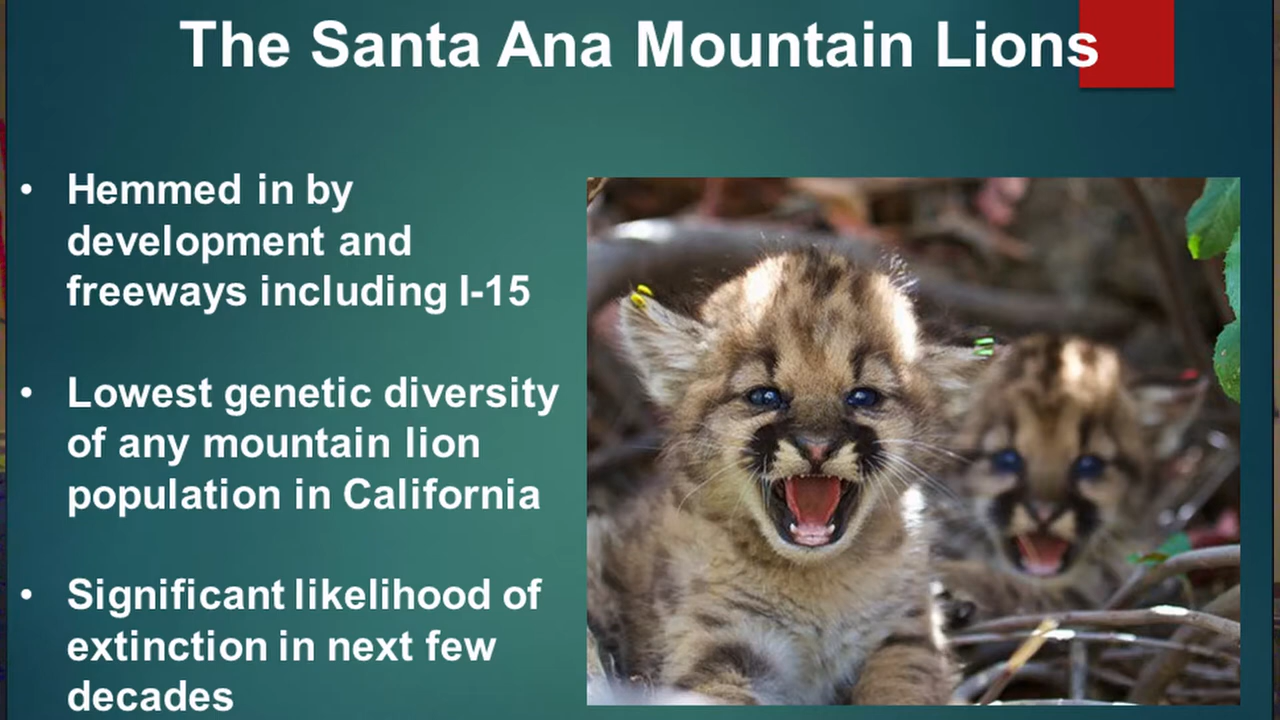 The Santa Ana Mountain Lions
• Hemmed in by
development and
freeways including I-15
• Lowest genetic diversity
of any mountain lion
population in California
• Significant likelihood of
extinction in next few
decades